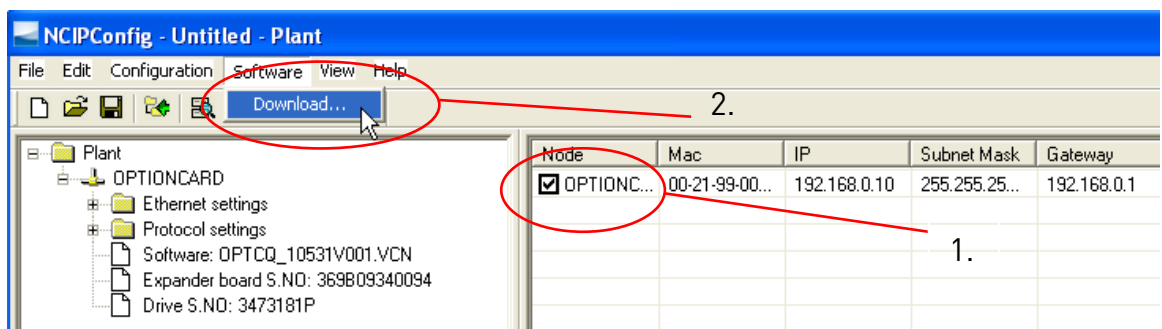 NCIPConfig - Untitled - Plant
File Edit Configuration Software View Help
Download...
2.
Plant
OPTIONCARD
Ethernet settings
Protocol settings
Software: OPTCQ_10531V001.VCN
Expander board S.NO: 369B09340094
Drive S.NO: 3473181P
Node Mac IP Subnet Mask Gateway
OPTIONC... 00-21-99-00... 192.168.0.10 255.255.25... 192.168.0.1
1.